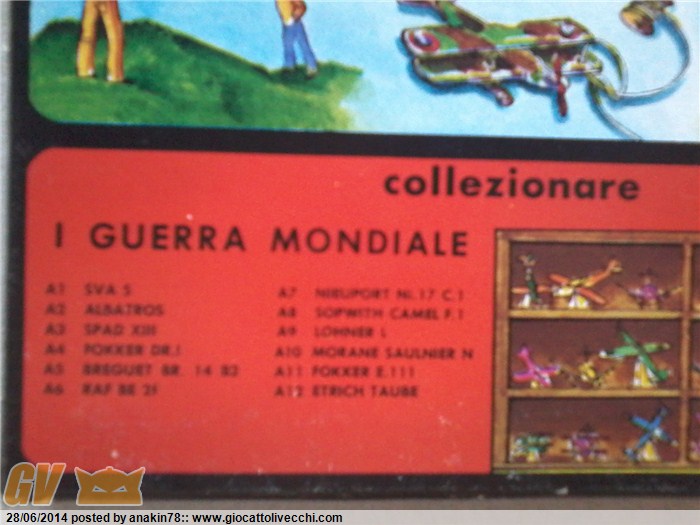 collezionare
I GUERRA MONDIALE
A1 SVA 5
A2 ALBATROS
A3 SPAD XIII
A4 FOKKER DR.I
A5 BREGUET BR. 14 B2
A6 RAF BE 2f
A7 NIEUPORT NI.17 C.1
A8 SOPWITH CAMEL F.1
A9 LOHNER L
A10 MORANE SAULNIER N
A11 FOKKER E.111
A12 ETRICH TAUBE
GV
28/06/2014 posted by anakin78:: www.giocattolivecchi.com